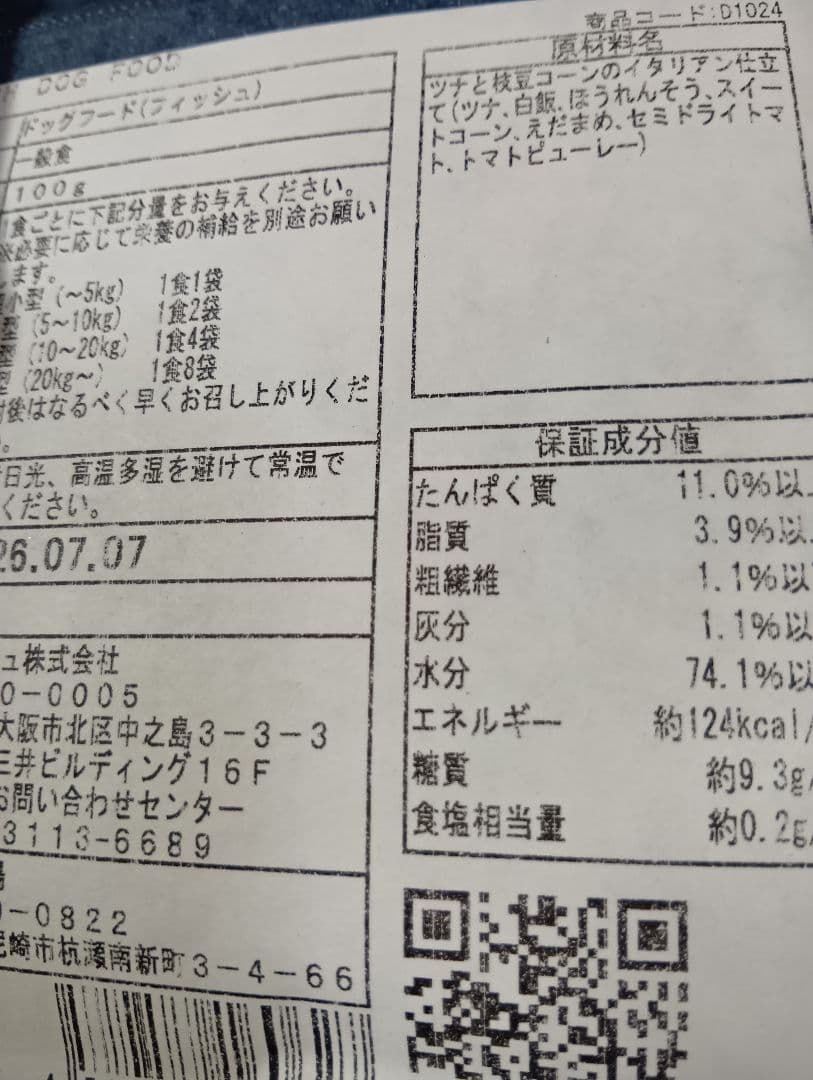 商品コード:D1024
DOG FOOD
ドッグフード(フィッシュ)
一般食
100g
1食ごとに下記分量をお与えください。
※必要に応じて栄養の補給を別途お願い
します。
小型 (〜5kg) 1食1袋
型 (5〜10kg) 1食2袋
型 (10〜20kg) 1食4袋
型 (20kg〜) 1食8袋
封後はなるべく早くお召し上がりくだ
。
日光、高温多湿を避けて常温で
ください。
26.07.07
ュ株式会社
0-0005
大阪市北区中之島3-3-3
三井ビルディング16F
お問い合わせセンター
3113-6689
場
0-0822
尼崎市杭瀬南新町3-4-66
原材料名
ツナと枝豆コーンのイタリアン仕立
て(ツナ、白飯、ほうれんそう、スイー
トコーン、えだまめ、セミドライトマ
ト、トマトピューレー)
保証成分値
たんぱく質 11.0%以
脂質 3.9%以
粗繊維 1.1%以
灰分 1.1%以
水分 74.1%以
エネルギー 約124kcal/
糖質 約9.3g/
食塩相当量 約0.2g/